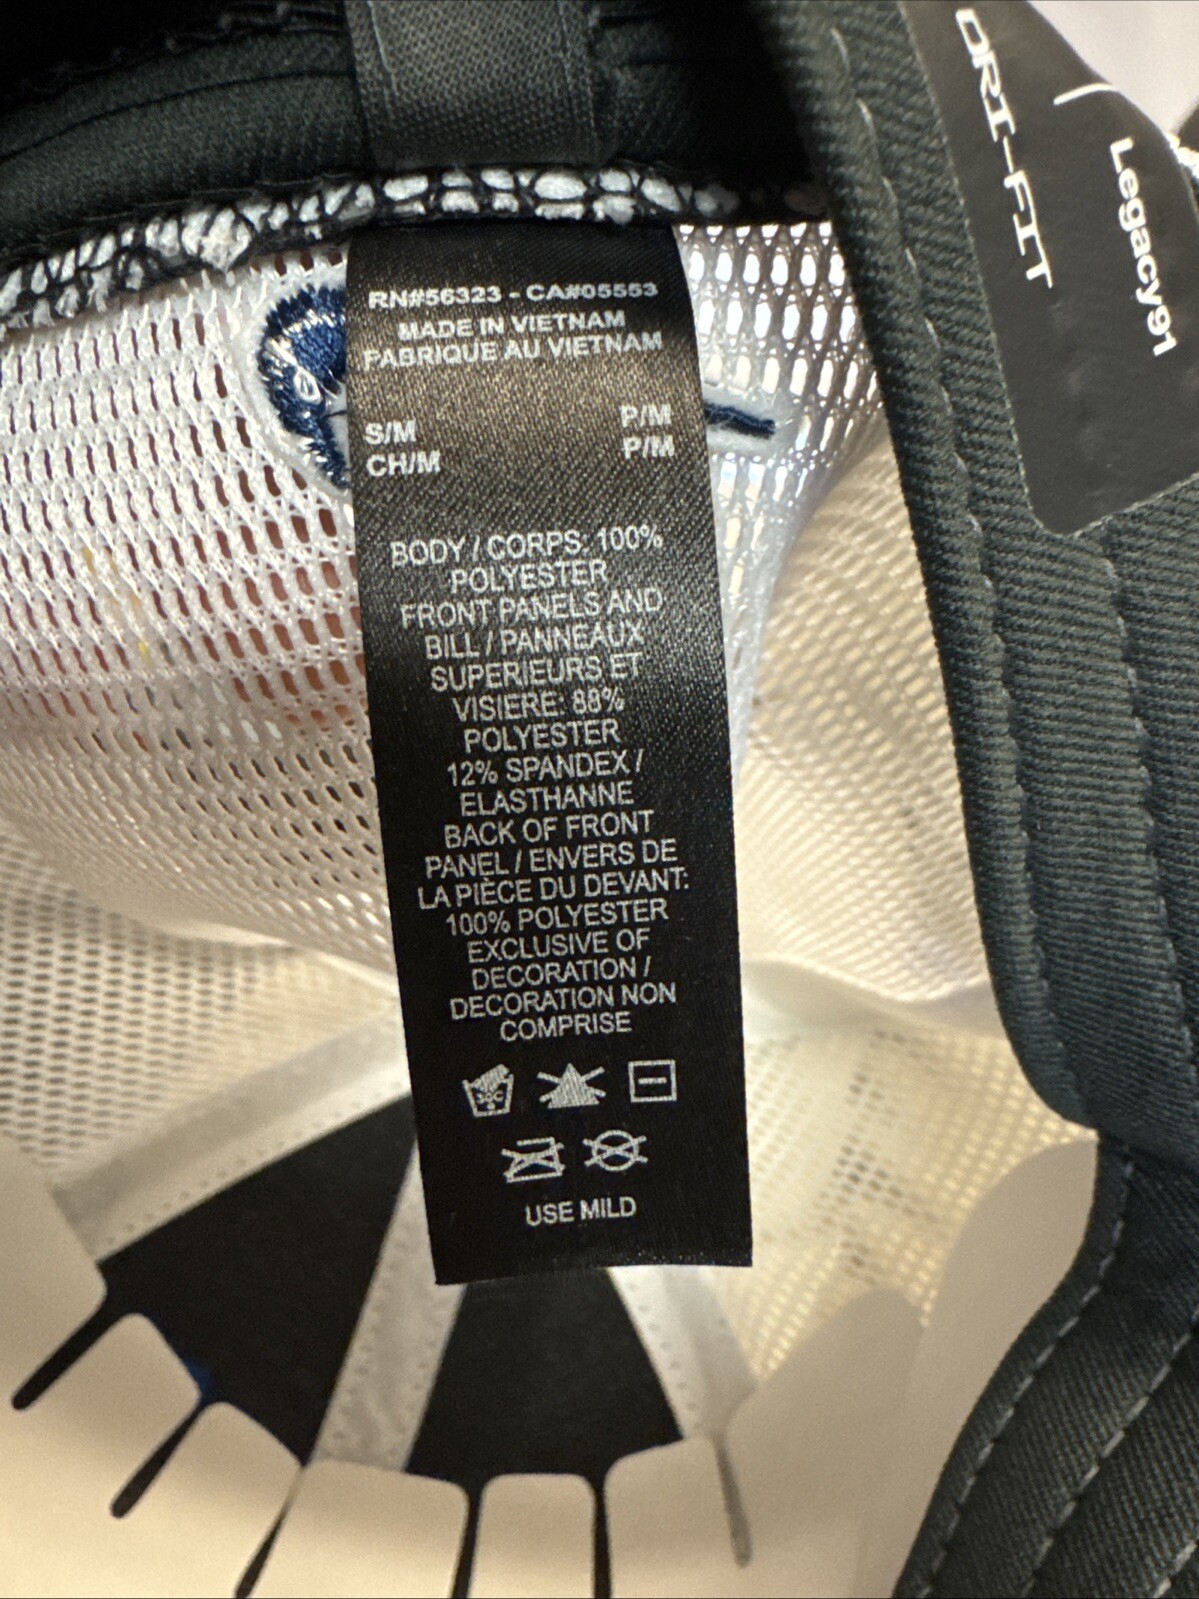 DRI-FIT
Legacy91
RN#56323 - CA#05553
MADE IN VIETNAM
FABRIQUE AU VIETNAM
S/M P/M
CH/M P/M
BODY / CORPS: 100%
POLYESTER
FRONT PANELS AND
BILL / PANNEAUX
SUPERIEURS ET
VISIERE: 88%
POLYESTER
12% SPANDEX /
ELASTHANNE
BACK OF FRONT
PANEL / ENVERS DE
LA PIÈCE DU DEVANT:
100% POLYESTER
EXCLUSIVE OF
DECORATION /
DECORATION NON
COMPRISE
30C
USE MILD